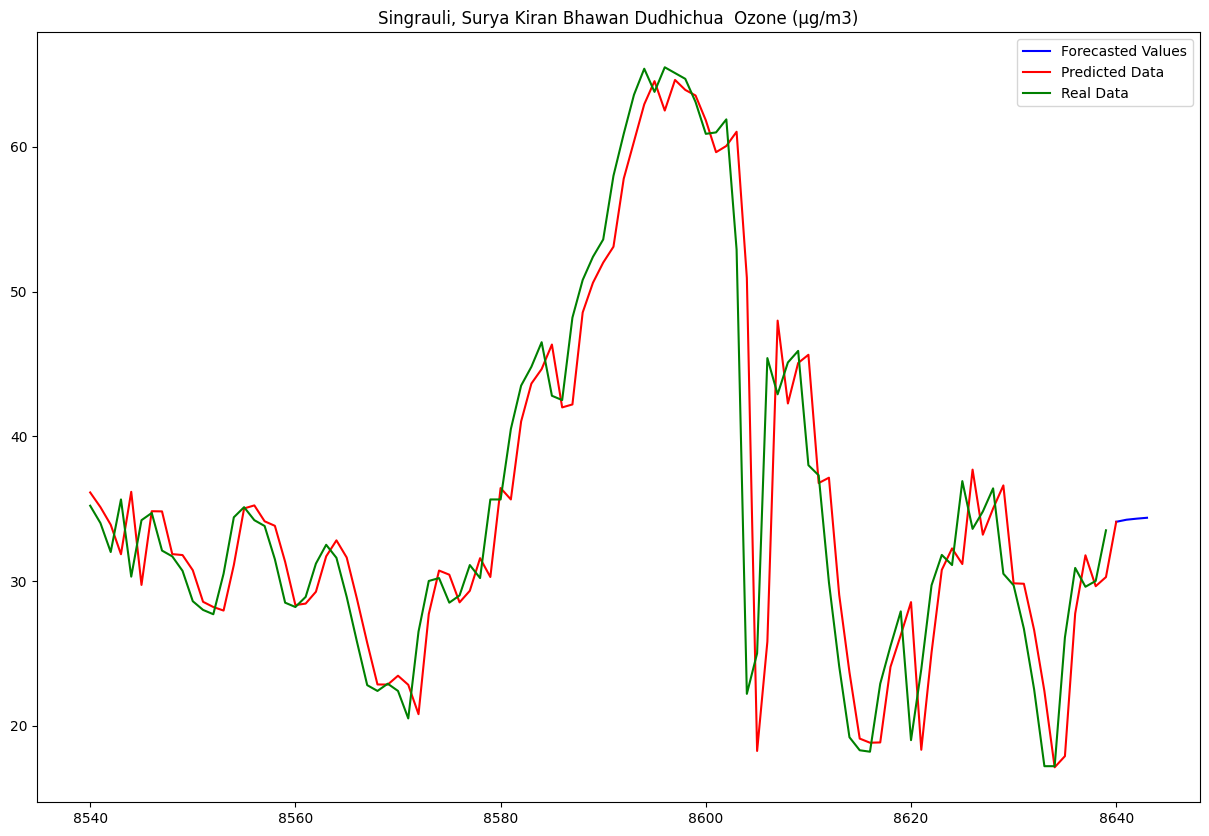 Singrauli, Surya Kiran Bhawan Dudhichua  Ozone (µg/m3)
Forecasted Values
Predicted Data
Real Data
60
50
40
30
20
8540
8560
8580
8600
8620
8640